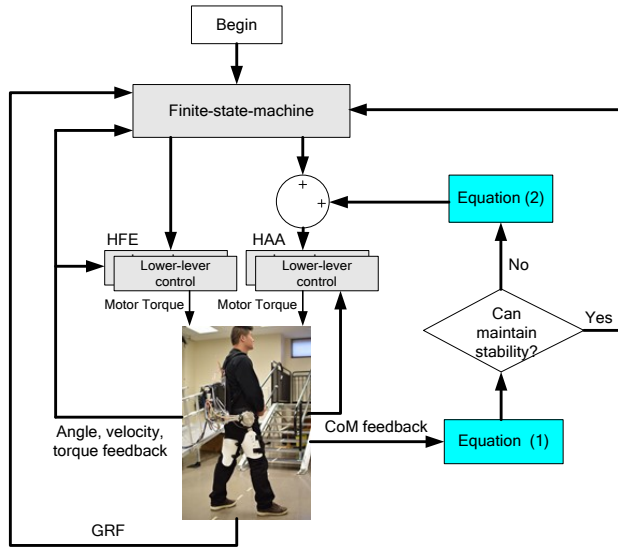 Begin
Finite-state-machine
+
+
Equation (2)
HFE
HAA
Lower-lever
control
Lower-lever
control
No
Motor Torque
Motor Torque
Can
maintain
stability?
Yes
Angle, velocity,
torque feedback
CoM feedback
Equation (1)
GRF